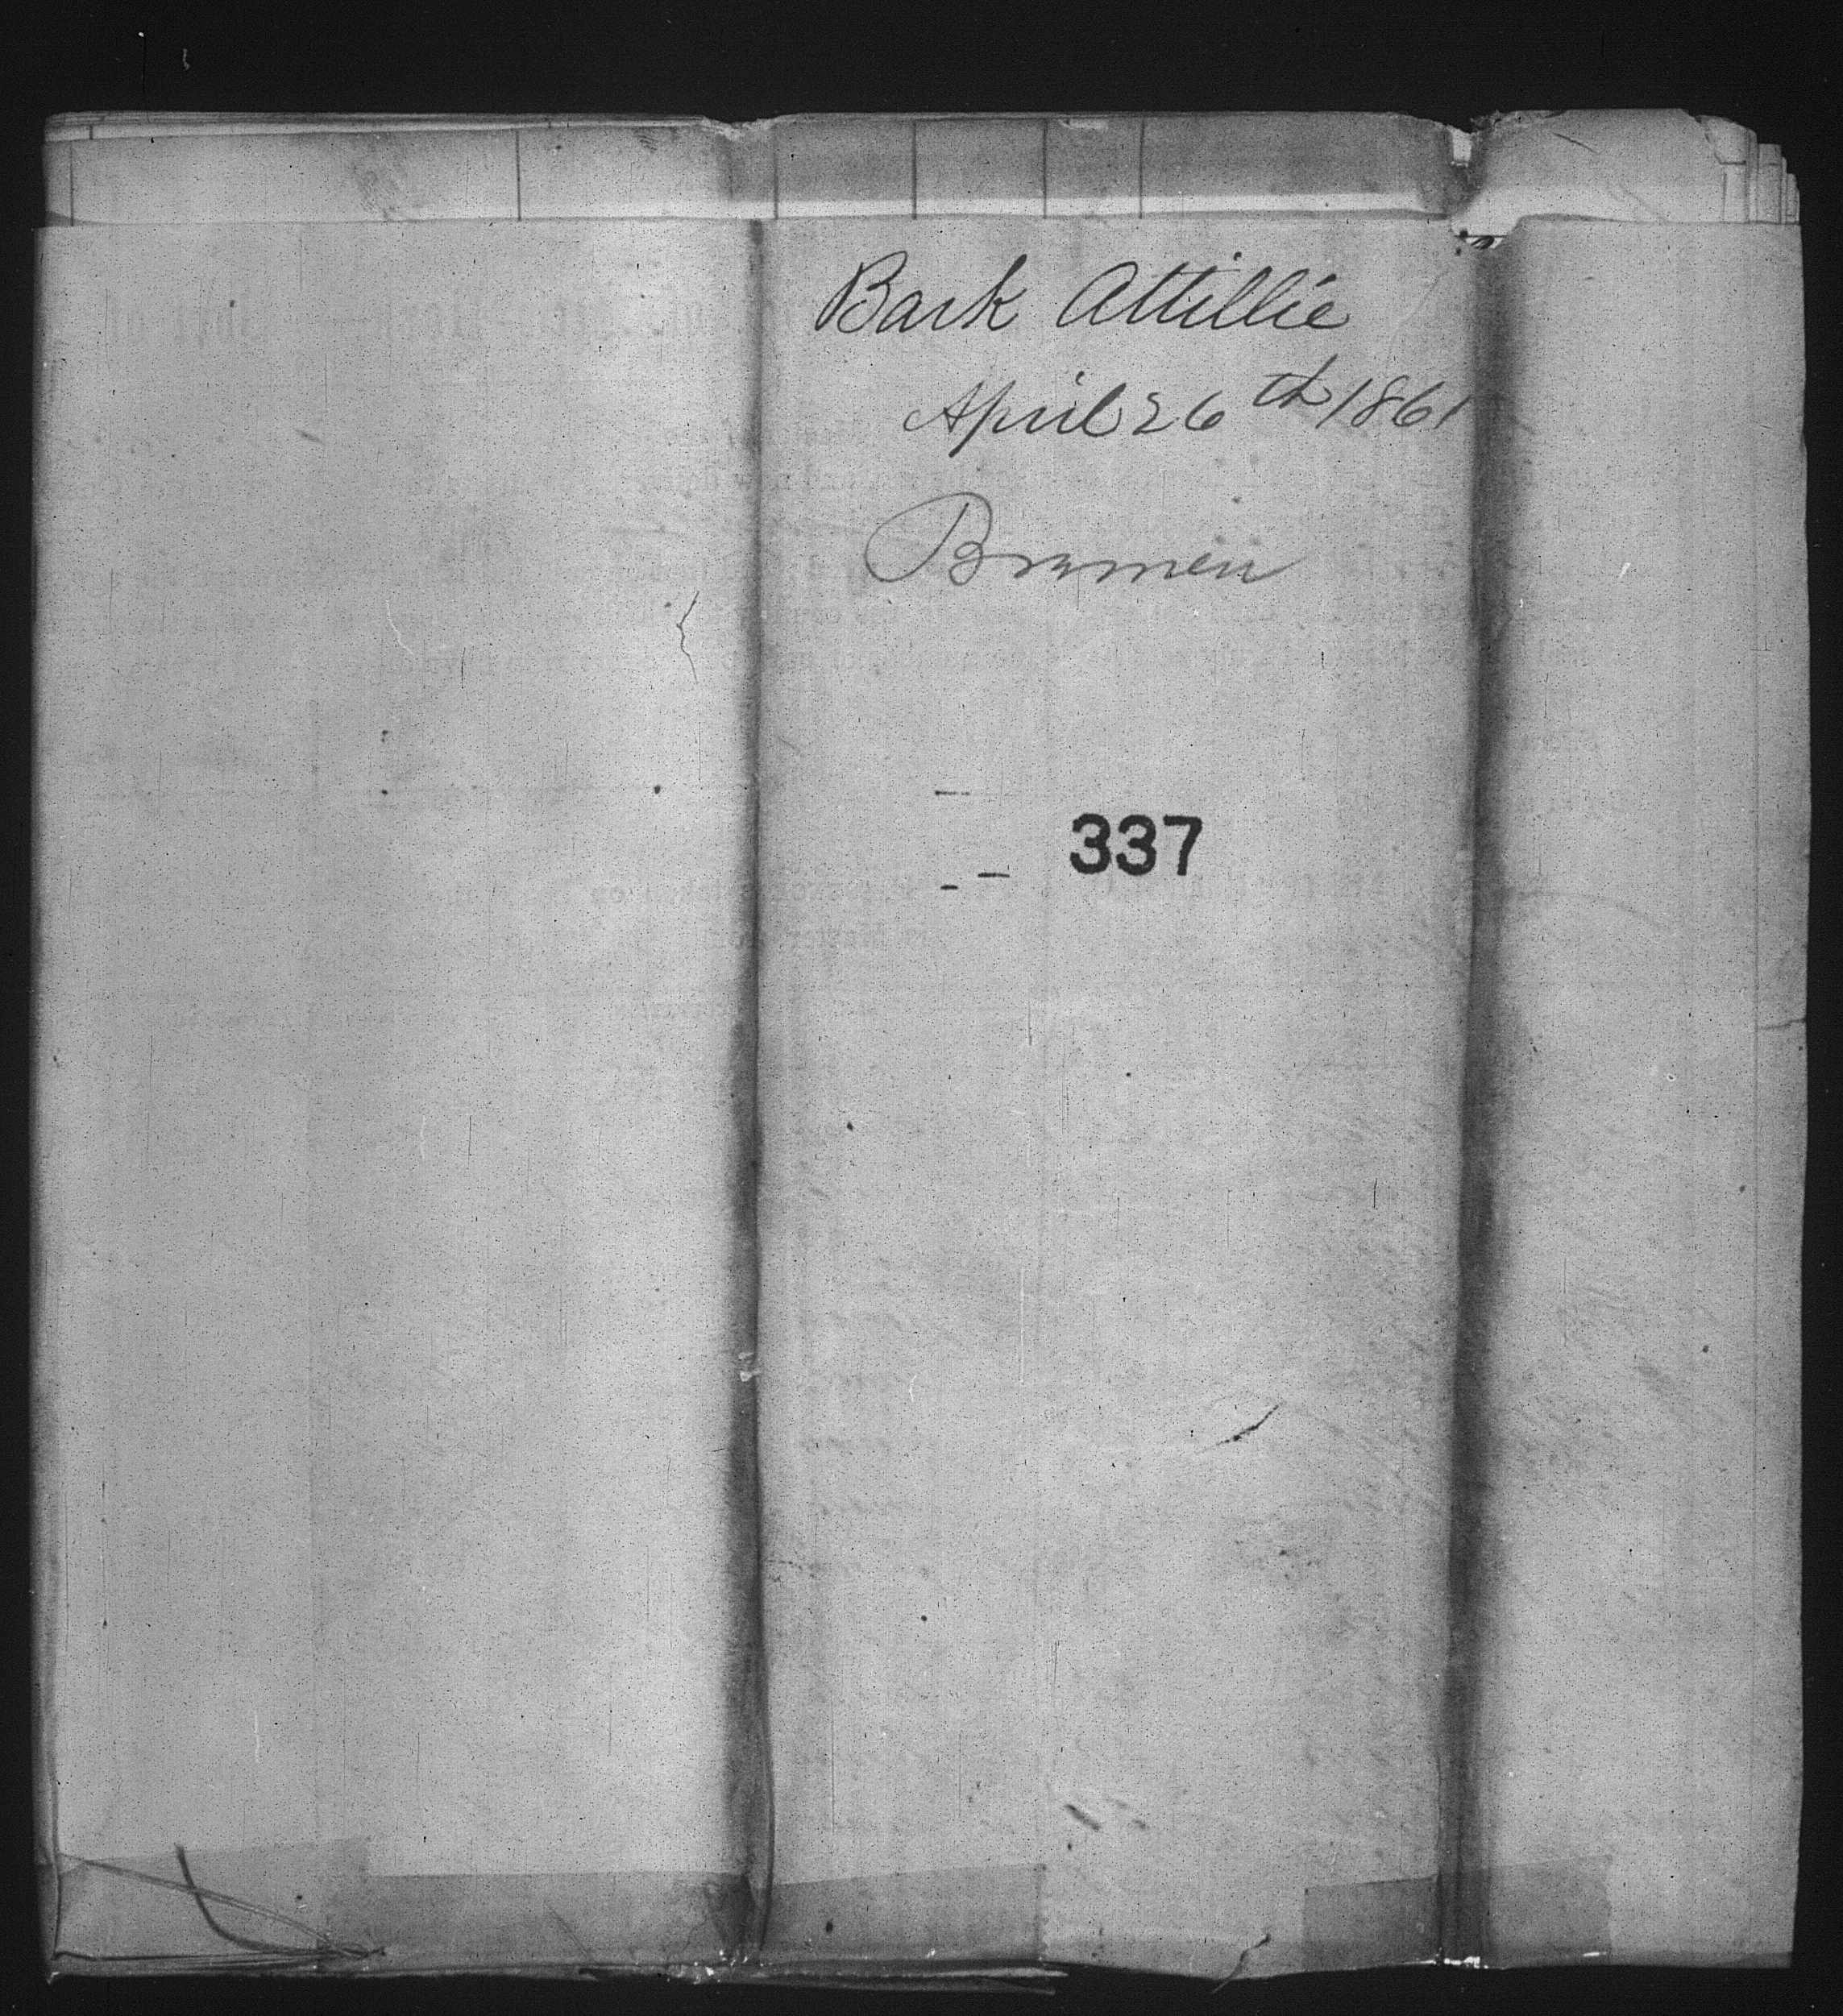 Bark Attillie
April 26th 1861
Bremen
337